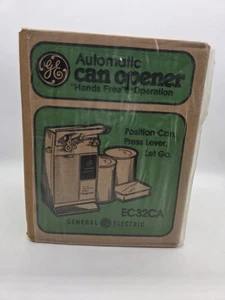 GE
Automatic
can opener
"Hands Free" Operation
Position Can,
Press Lever,
Let Go.
EC32CA
GENERAL ELECTRIC